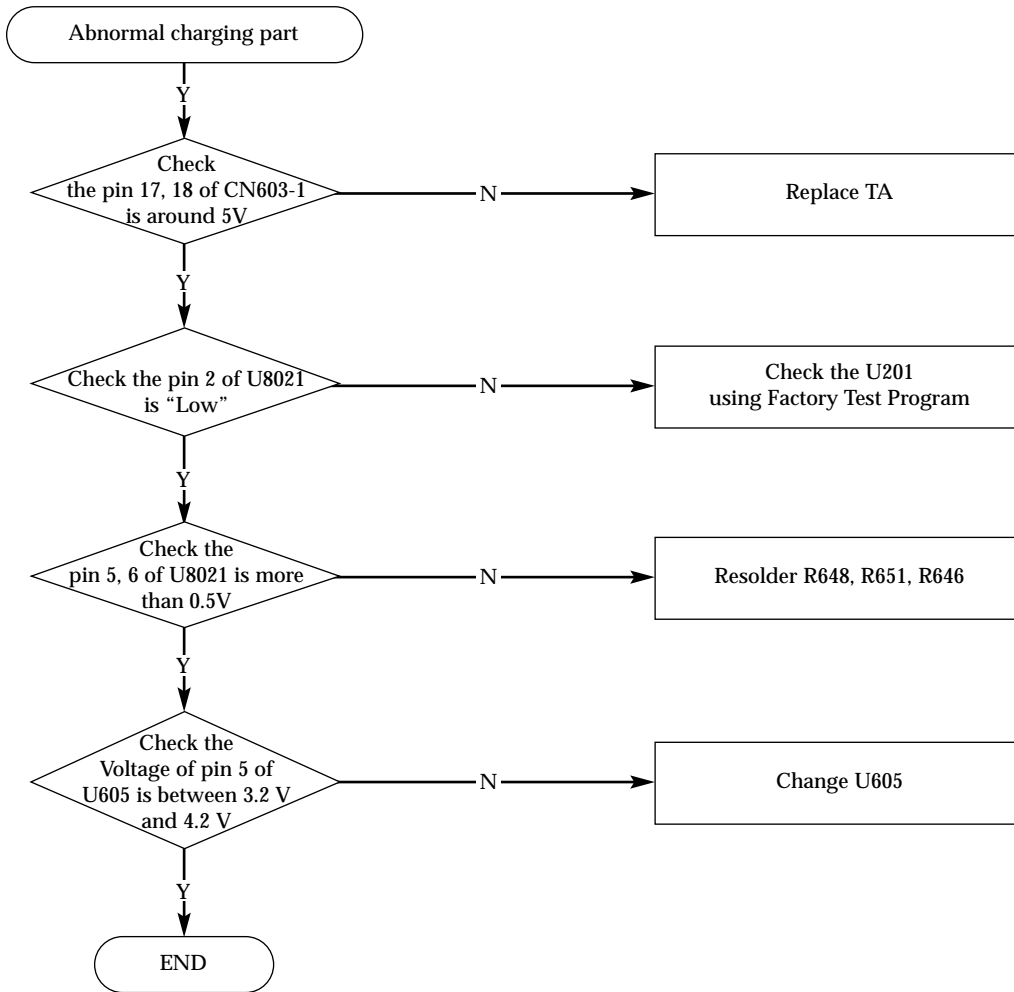 Abnormal charging part
Y
Check
the pin 17, 18 of CN603-1
is around 5V
N
Replace TA
Y
Check the pin 2 of U8021
is “Low”
N
Check the U201
using Factory Test Program
Y
Check the
pin 5, 6 of U8021 is more
than 0.5V
N
Resolder R648, R651, R646
Y
Check the
Voltage of pin 5 of
U605 is between 3.2 V
and 4.2 V
N
Change U605
Y
END